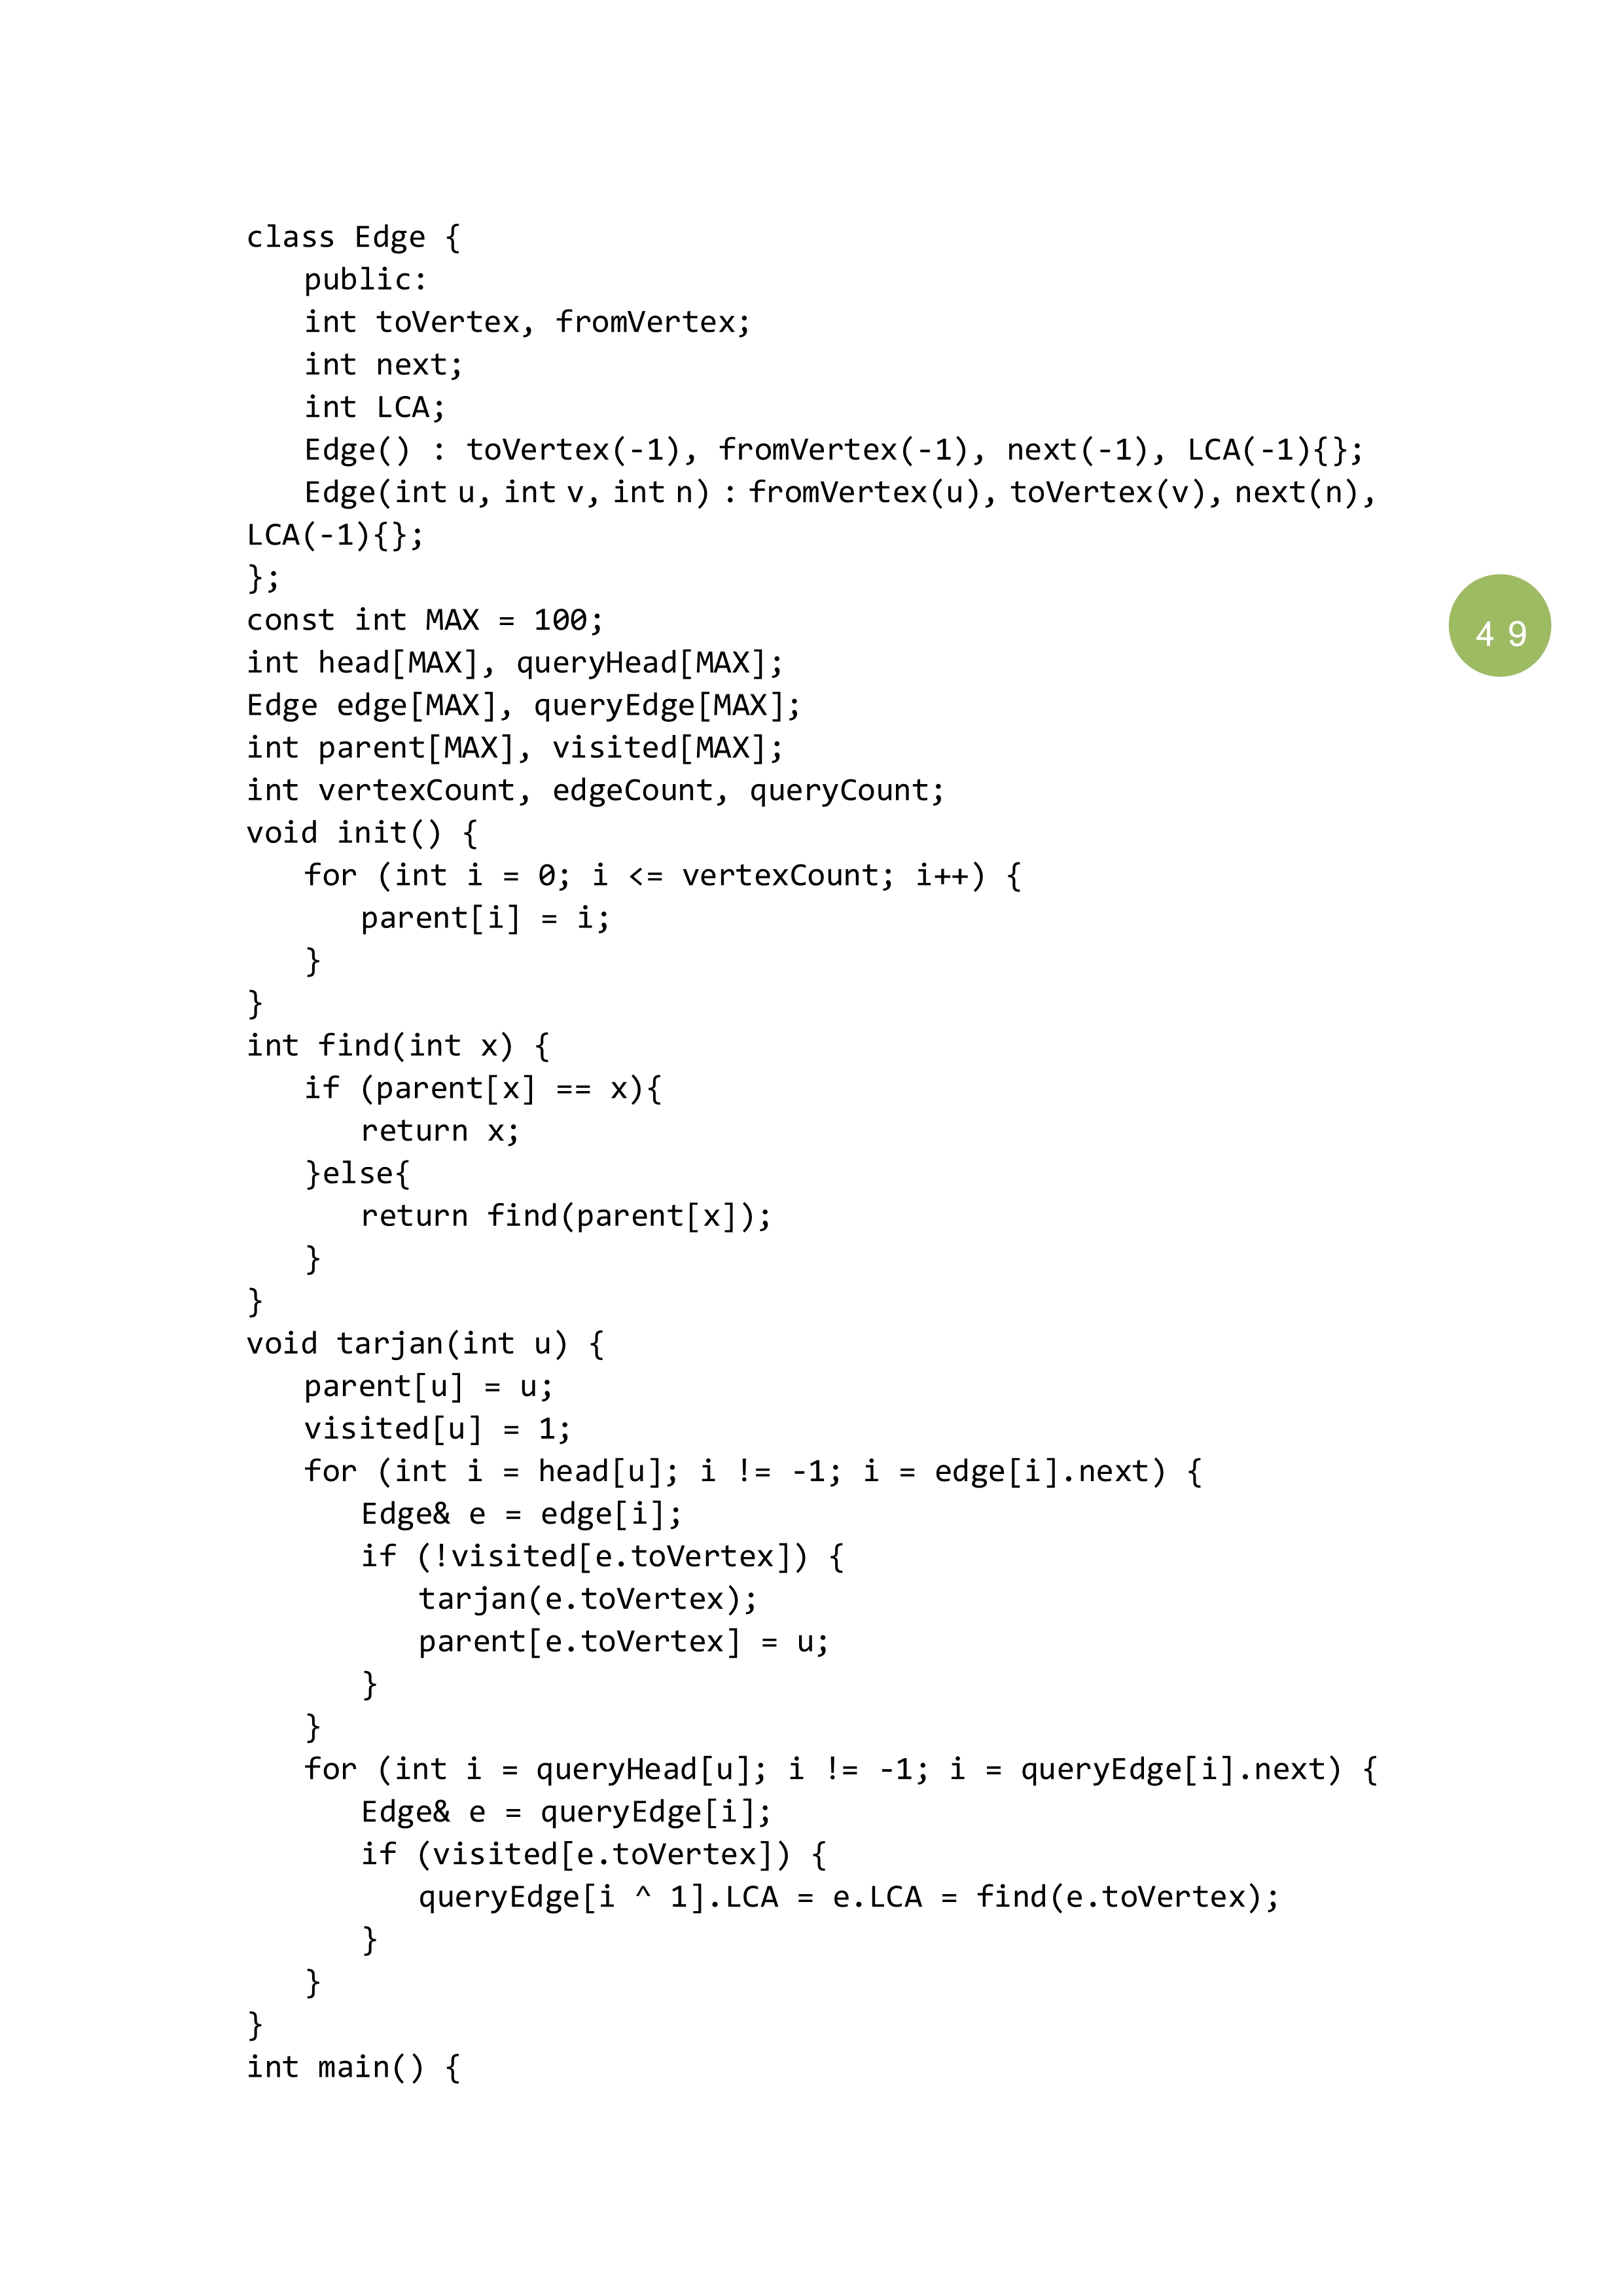 class Edge {
public:
int toVertex, fromVertex;
int next;
int LCA;
Edge() : toVertex(-1), fromVertex(-1), next(-1), LCA(-1){};
Edge(int u, int v, int n) : fromVertex(u), toVertex(v), next(n),
LCA(-1){};
};
const int MAX = 100;
int head[MAX], queryHead[MAX];
Edge edge[MAX], queryEdge[MAX];
int parent[MAX], visited[MAX];
int vertexCount, edgeCount, queryCount;
void init() {
for (int i = 0; i <= vertexCount; i++) {
parent[i] = i;
}
}
int find(int x) {
if (parent[x] == x){
return x;
}else{
return find(parent[x]);
}
}
void tarjan(int u) {
parent[u] = u;
visited[u] = 1;
for (int i = head[u]; i != -1; i = edge[i].next) {
Edge& e = edge[i];
if (!visited[e.toVertex]) {
tarjan(e.toVertex);
parent[e.toVertex] = u;
}
}
for (int i = queryHead[u]; i != -1; i = queryEdge[i].next) {
Edge& e = queryEdge[i];
if (visited[e.toVertex]) {
queryEdge[i ^ 1].LCA = e.LCA = find(e.toVertex);
}
}
}
int main() {
49